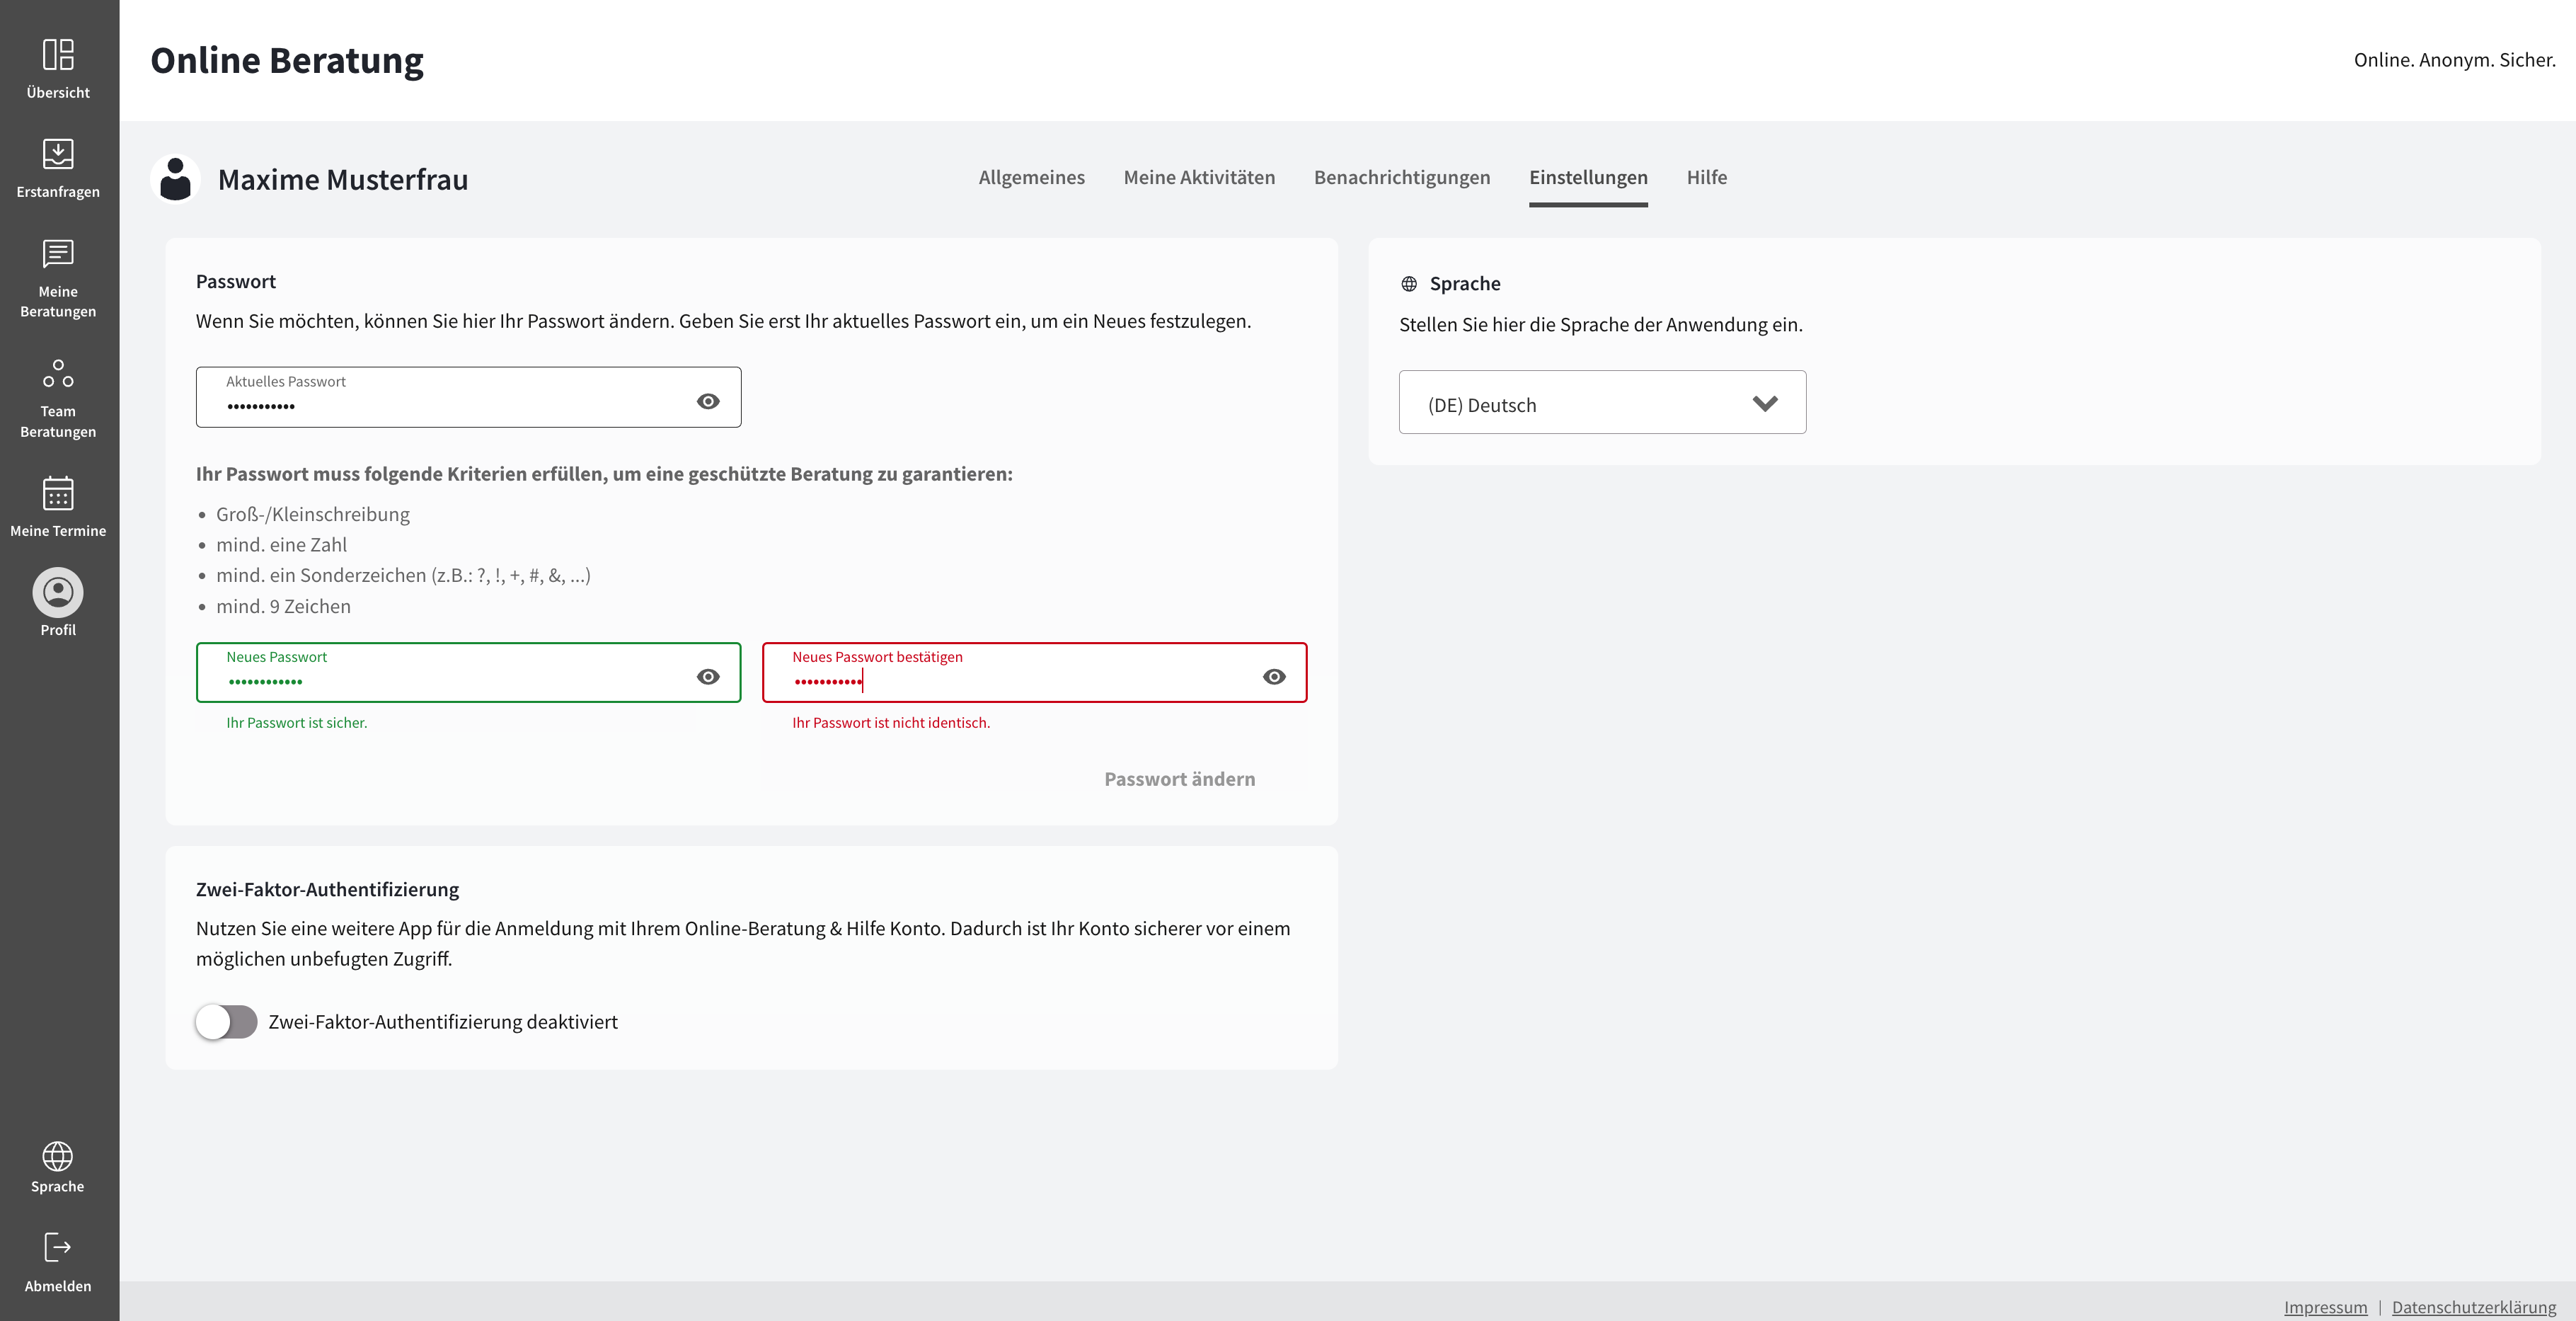 Übersicht
Erstanfragen
Meine
Beratungen
Team
Beratungen
Meine Termine
Profil
Sprache
Abmelden
Online Beratung
Online. Anonym. Sicher.
Maxime Musterfrau
Allgemeines
Meine Aktivitäten
Benachrichtigungen
Einstellungen
Hilfe
Passwort
Wenn Sie möchten, können Sie hier Ihr Passwort ändern. Geben Sie erst Ihr aktuelles Passwort ein, um ein Neues festzulegen.
Aktuelles Passwort
•••••••••••
Ihr Passwort muss folgende Kriterien erfüllen, um eine geschützte Beratung zu garantieren:
• Groß-/Kleinschreibung
• mind. eine Zahl
• mind. ein Sonderzeichen (z.B.: ?, !, +, #, &, ...)
• mind. 9 Zeichen
Neues Passwort
••••••••••••
Ihr Passwort ist sicher.
Neues Passwort bestätigen
•••••••••••
Ihr Passwort ist nicht identisch.
Passwort ändern
Zwei-Faktor-Authentifizierung
Nutzen Sie eine weitere App für die Anmeldung mit Ihrem Online-Beratung & Hilfe Konto. Dadurch ist Ihr Konto sicherer vor einem
möglichen unbefugten Zugriff.
Zwei-Faktor-Authentifizierung deaktiviert
Sprache
Stellen Sie hier die Sprache der Anwendung ein.
(DE) Deutsch
Impressum | Datenschutzerklärung